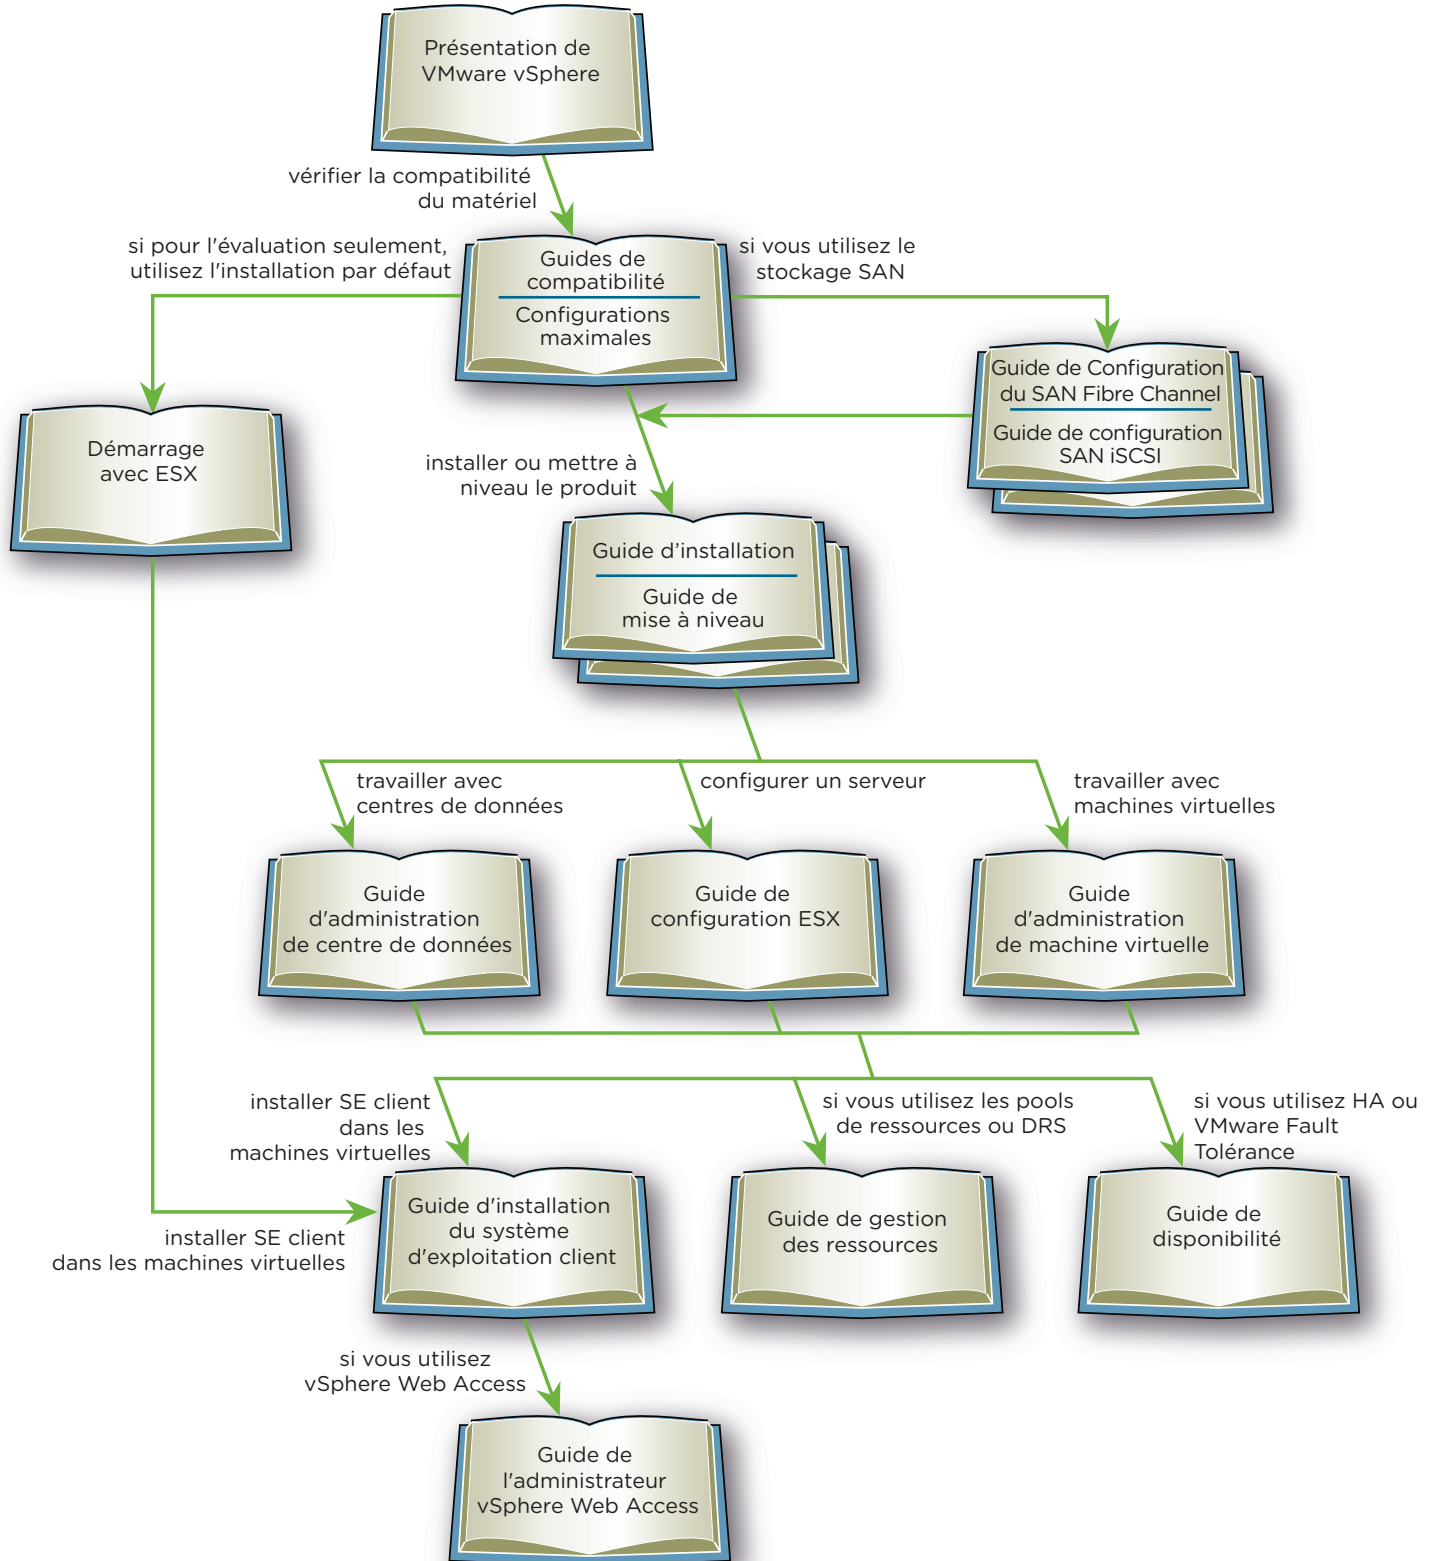 Présentation de
VMware vSphere
vérifier la compatibilité
du matériel
si pour l'évaluation seulement,
utilisez l'installation par défaut
Guides de
compatibilité
Configurations
maximales
si vous utilisez le
stockage SAN
Guide de Configuration
du SAN Fibre Channel
Guide de configuration
SAN iSCSI
Démarrage
avec ESX
installer ou mettre à
niveau le produit
Guide d’installation
Guide de
mise à niveau
travailler avec
centres de données
configurer un serveur
travailler avec
machines virtuelles
Guide
d'administration
de centre de données
Guide de
configuration ESX
Guide
d'administration
de machine virtuelle
installer SE client
dans les
machines virtuelles
si vous utilisez les pools
de ressources ou DRS
si vous utilisez HA ou
VMware Fault
Tolérance
installer SE client
dans les machines virtuelles
Guide d'installation
du système
d'exploitation client
Guide de gestion
des ressources
Guide de
disponibilité
si vous utilisez
vSphere Web Access
Guide de
l'administrateur
vSphere Web Access